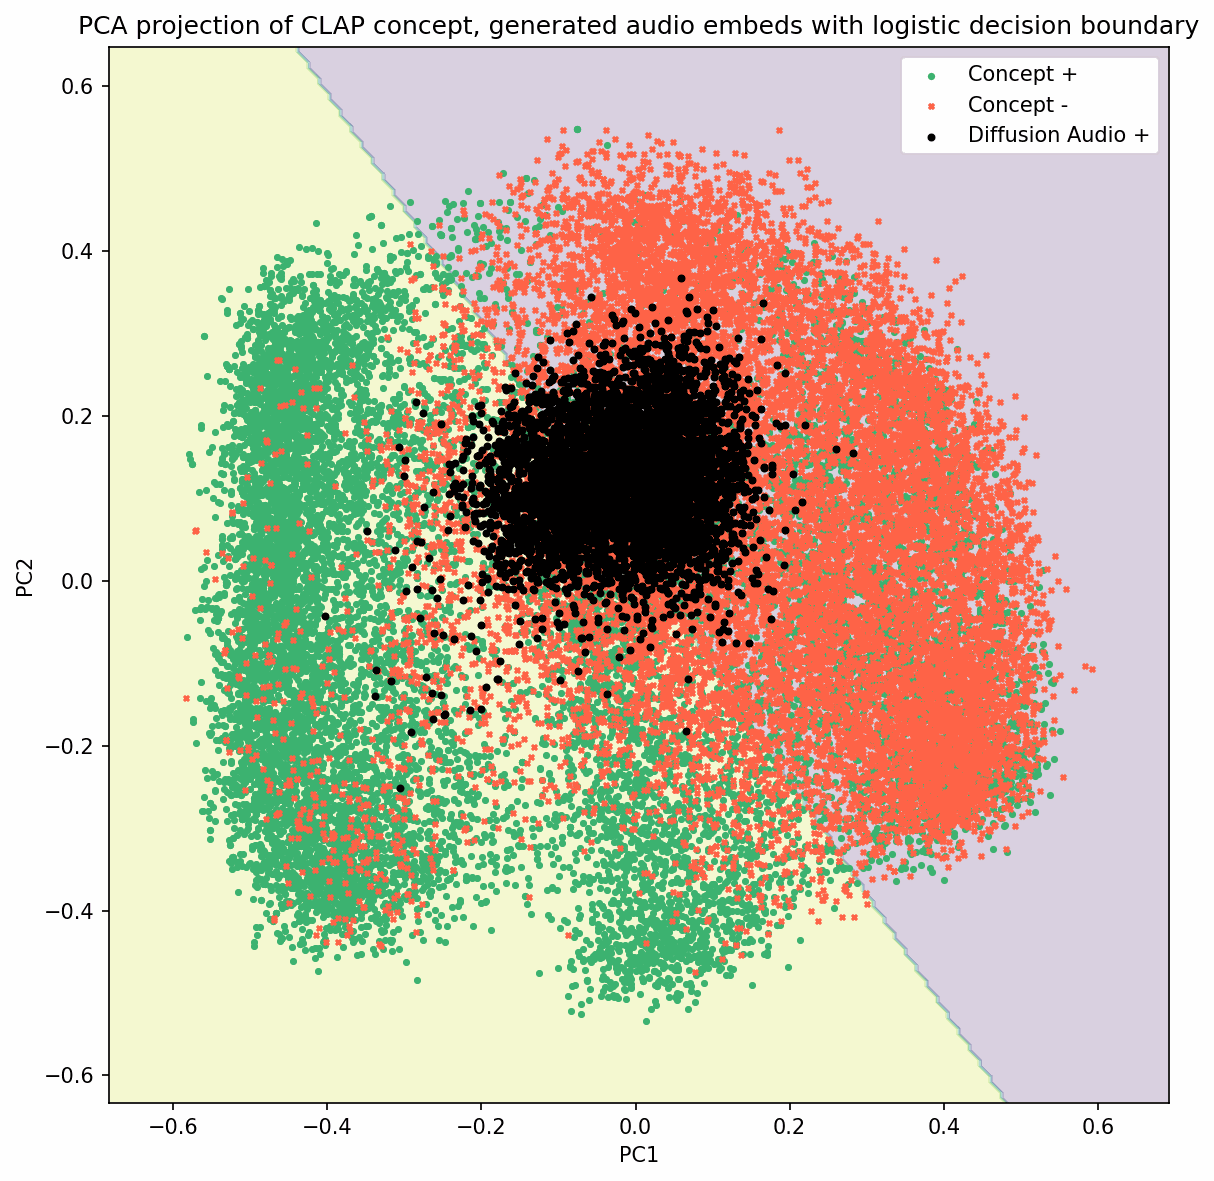 PCA projection of CLAP concept, generated audio embeds with logistic decision boundary
Concept +
Concept -
Diffusion Audio +
0.6
0.4
0.2
0.0
−0.2
−0.4
−0.6
PC2
−0.6 −0.4 −0.2 0.0 0.2 0.4 0.6
PC1